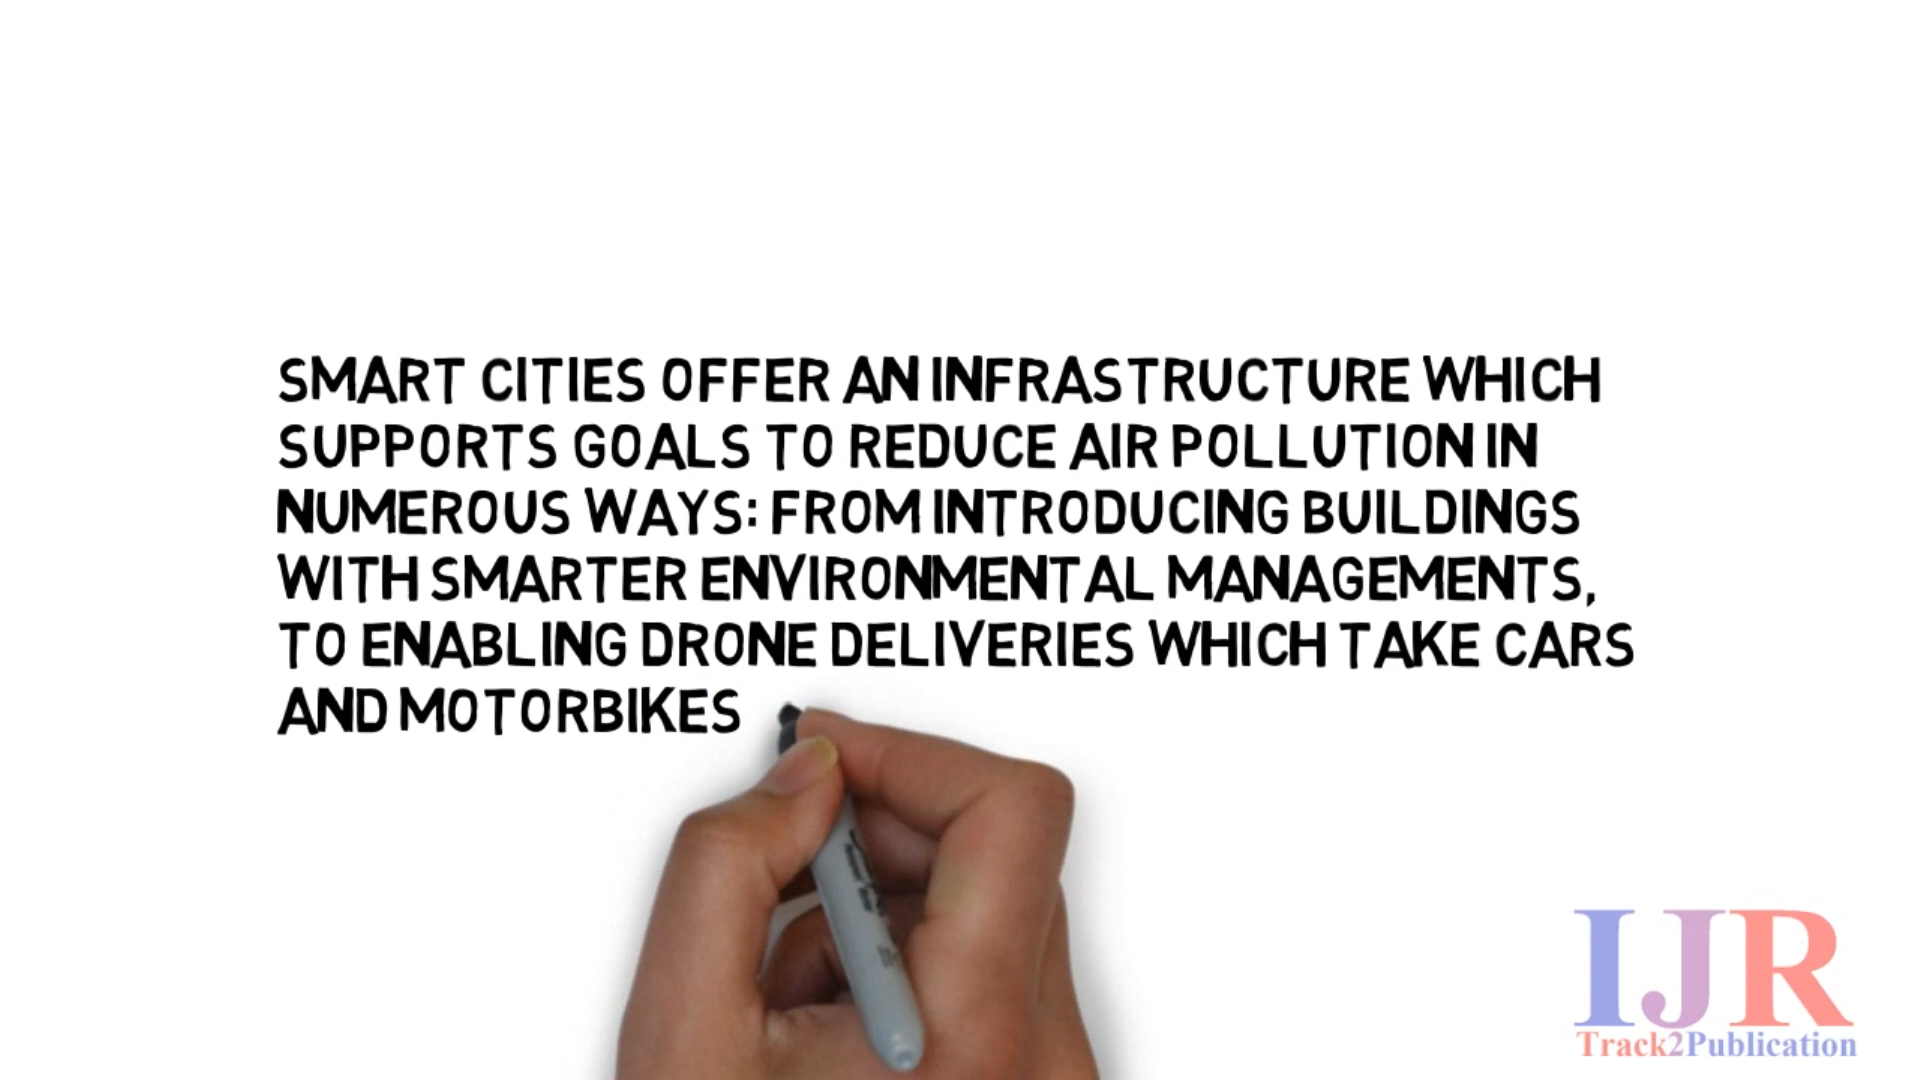 SMART CITIES OFFER AN INFRASTRUCTURE WHICH
SUPPORTS GOALS TO REDUCE AIR POLLUTION IN
NUMEROUS WAYS: FROM INTRODUCING BUILDINGS
WITH SMARTER ENVIRONMENTAL MANAGEMENTS,
TO ENABLING DRONE DELIVERIES WHICH TAKE CARS
AND MOTORBIKES
IJR
Track2Publication